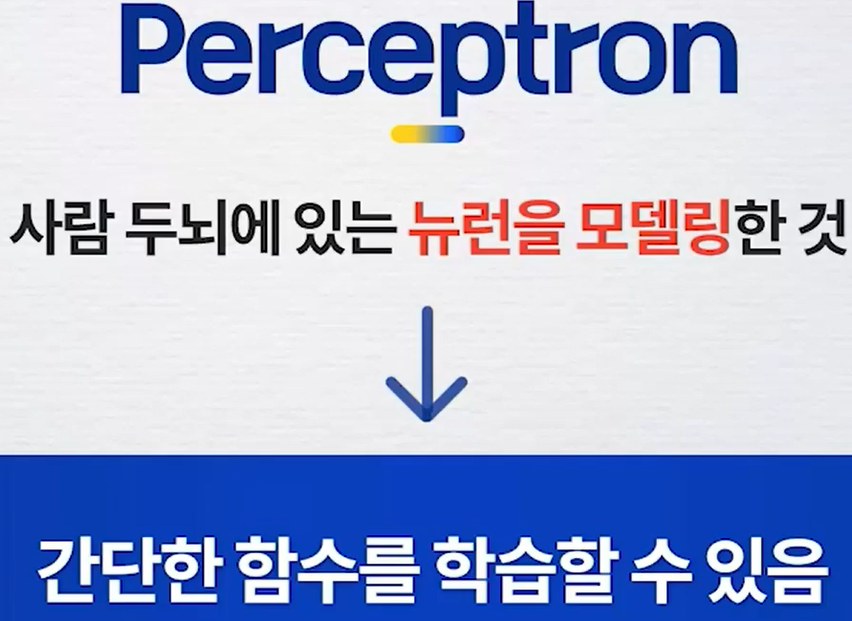 Perceptron
사람 두뇌에 있는 뉴런을 모델링한 것
간단한 함수를 학습할 수 있음